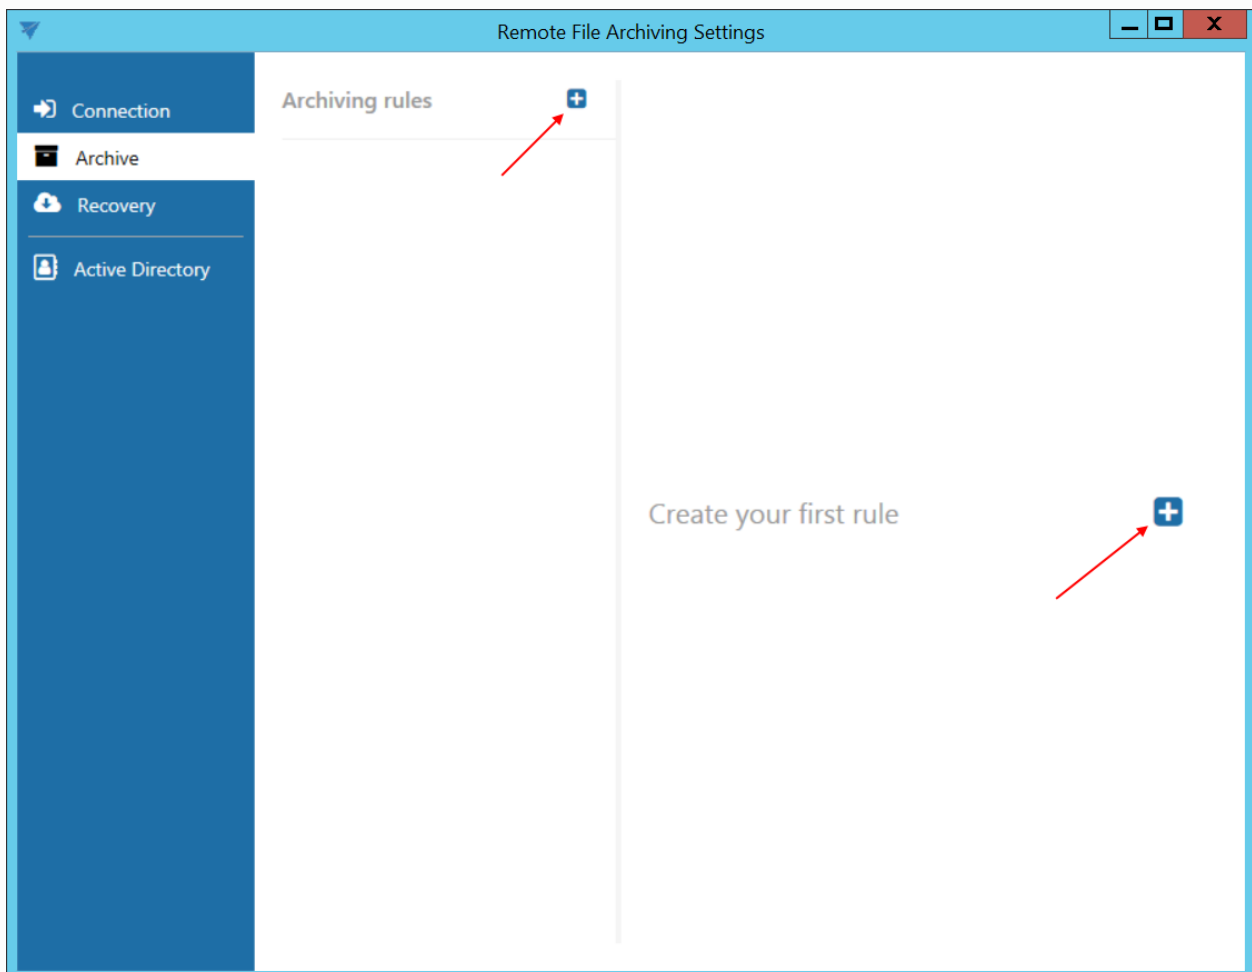 Remote File Archiving Settings
Connection
Archive
Recovery
Active Directory
Archiving rules
Create your first rule